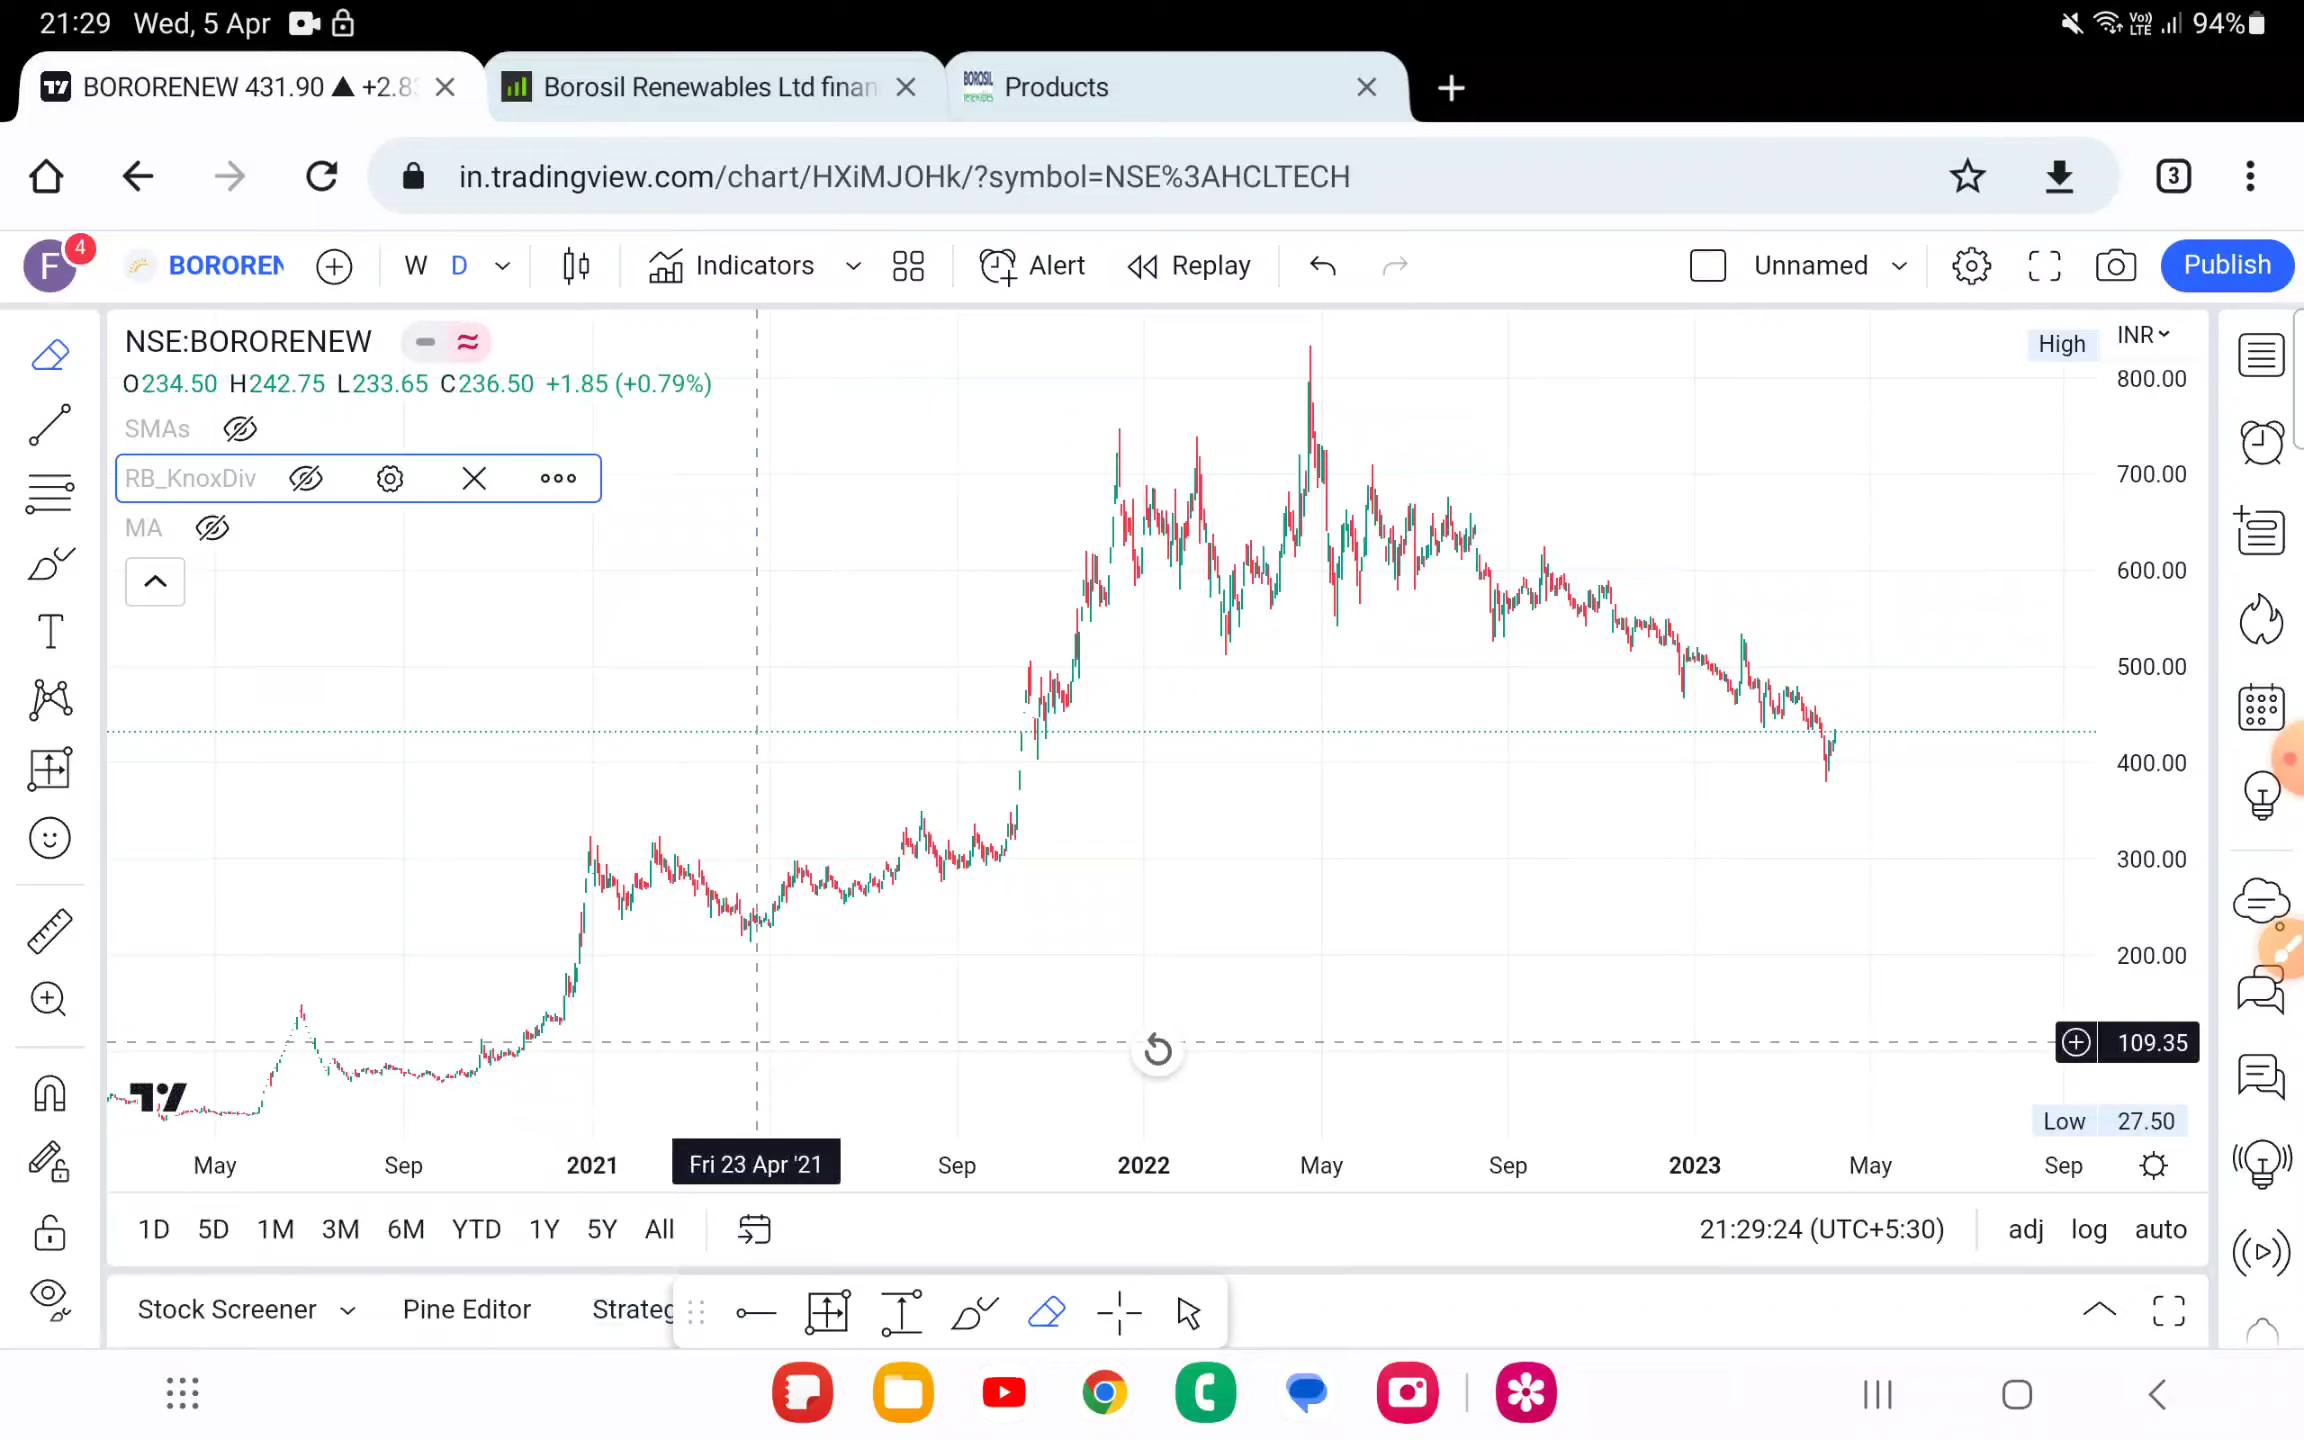 21:29 Wed, 5 Apr
Vo)) LTE 94%
BORORENEW 431.90 ▲ +2.8
Borosil Renewables Ltd finan
BOROSIL renewables Products
in.tradingview.com/chart/HXiMJOHk/?symbol=NSE%3AHCLTECH
3
F 4 BOROREN W D Indicators Alert Replay Unnamed Publish
NSE:BORORENEW
High INR
O234.50 H242.75 L233.65 C236.50 +1.85 (+0.79%)
800.00
SMAs
RB_KnoxDiv
700.00
MA
600.00
500.00
400.00
300.00
200.00
109.35
Low 27.50
May Sep 2021 Fri 23 Apr '21 Sep 2022 May Sep 2023 May Sep
1D 5D 1M 3M 6M YTD 1Y 5Y All
21:29:24 (UTC+5:30) adj log auto
Stock Screener Pine Editor Strateg